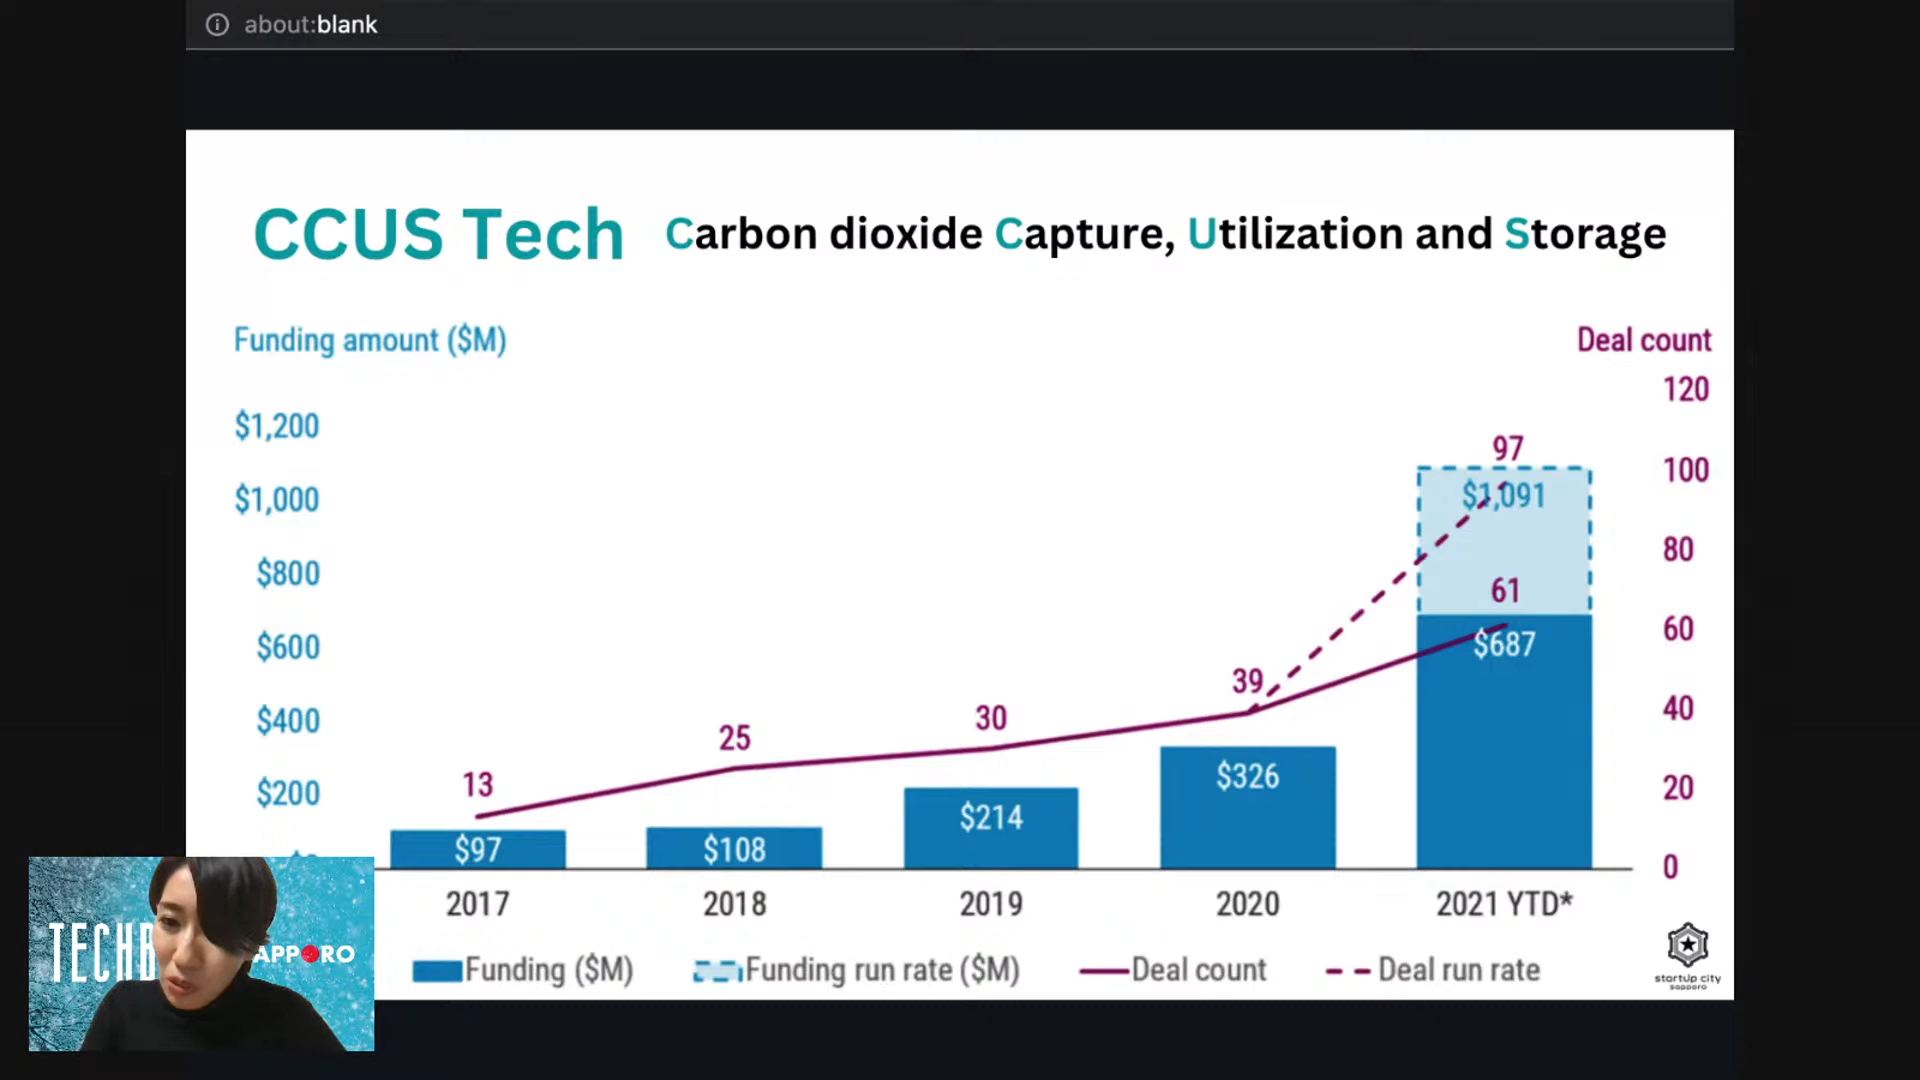 about:blank
CCUS Tech Carbon dioxide Capture, Utilization and Storage
Funding amount ($M)
Deal count
120
$1,200
97
100
$1,000
$1,091
$800
80
61
$600
60
$687
39
$400
40
30
25
13
$200
20
$326
$214
$97
$108
0
2017
2018
2019
2020
2021 YTD*
Funding ($M)
Funding run rate ($M)
Deal count
Deal run rate
startup city
sapporo
TECHB
APPORO